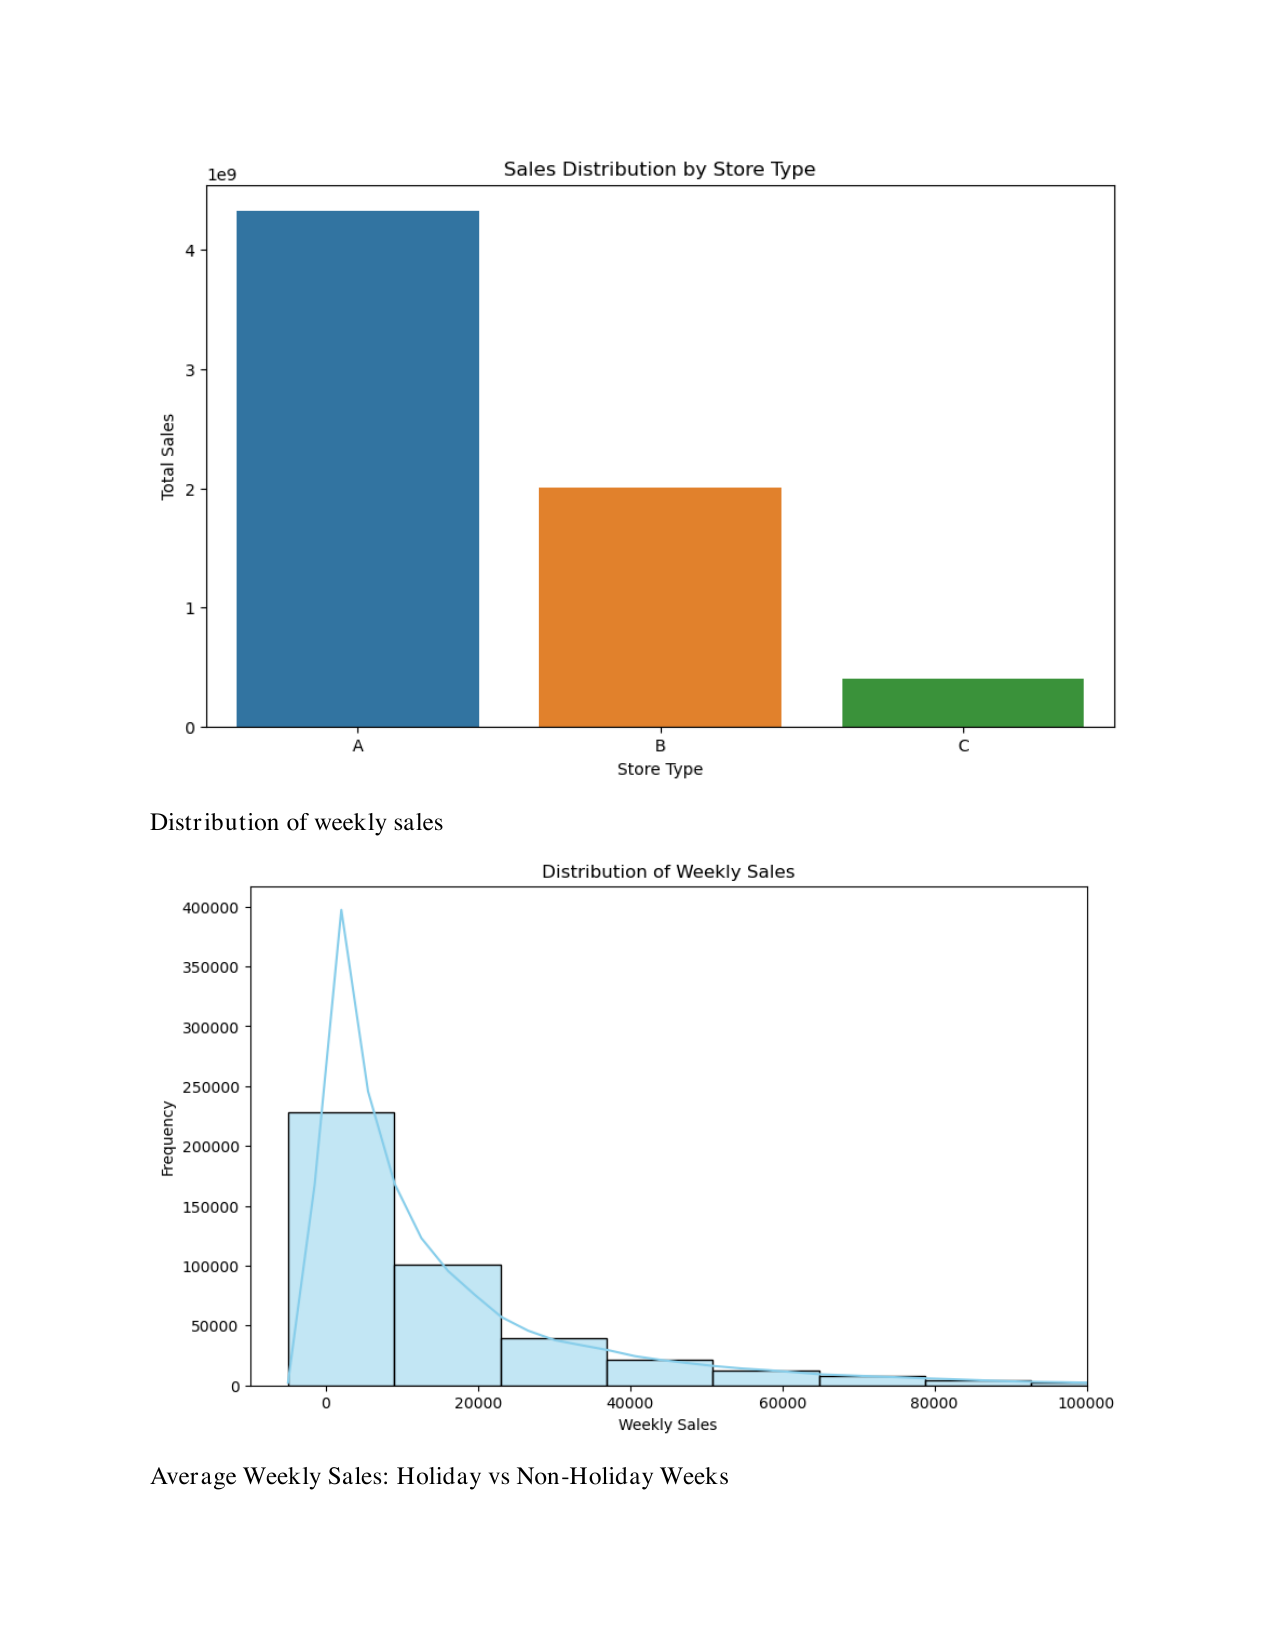 Sales Distribution by Store Type
1e9
4
3
2
1
0
Total Sales
A B C
Store Type
Distribution of weekly sales
Distribution of Weekly Sales
400000
350000
300000
250000
200000
150000
100000
50000
0
Frequency
0 20000 40000 60000 80000 100000
Weekly Sales
Average Weekly Sales: Holiday vs Non-Holiday Weeks